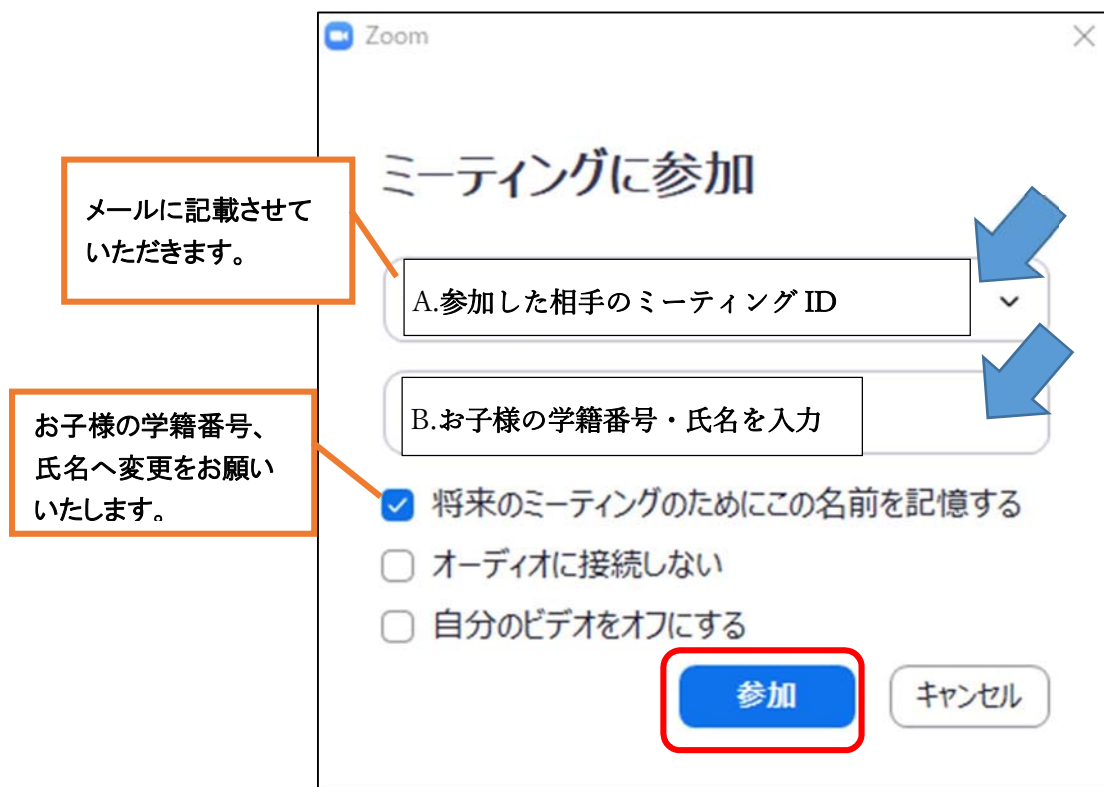 Zoom
ミーティングに参加
メールに記載させて
いただきます。
A.参加した相手のミーティング ID
B.お子様の学籍番号・氏名を入力
お子様の学籍番号、
氏名へ変更をお願い
いたします。
将来のミーティングのためにこの名前を記憶する
オーディオに接続しない
自分のビデオをオフにする
参加
キャンセル